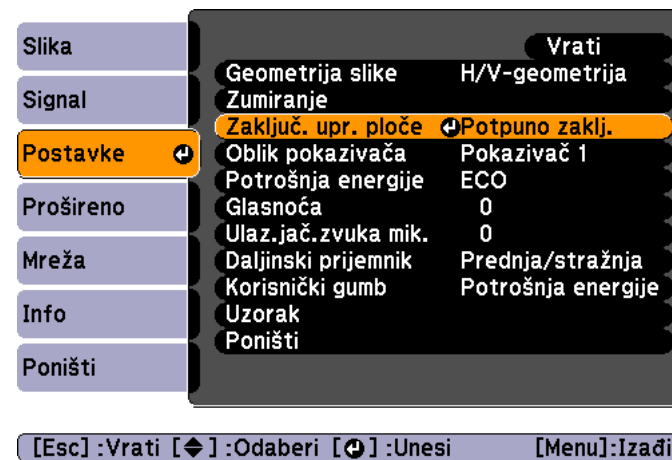 Slika
Signal
Postavke
Prošireno
Mreža
Info
Poništi
Vrati
Geometrija slike H/V-geometrija
Zumiranje
Zaključ. upr. ploče Potpuno zaklj.
Oblik pokazivača Pokazivač 1
Potrošnja energije ECO
Glasnoća 0
Ulaz.jač.zvuka mik. 0
Daljinski prijemnik Prednja/stražnja
Korisnički gumb Potrošnja energije
Uzorak
Poništi
[Esc] :Vrati [◆] :Odaberi [⏎] :Unesi [Menu]:Izađi